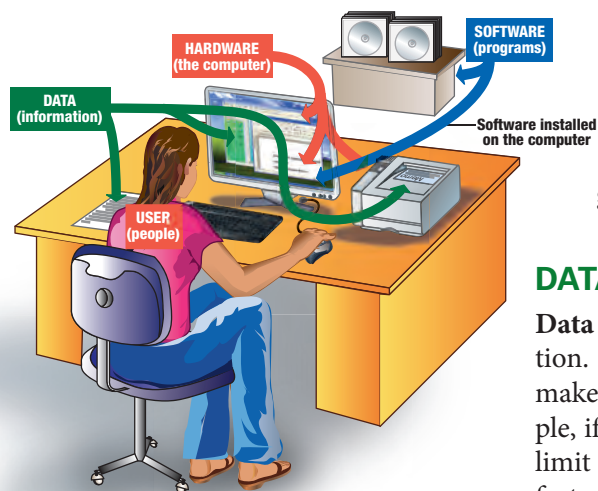 HARDWARE
(the computer)
SOFTWARE
(programs)
DATA
(information)
Software installed
on the computer
USER
(people)
DATA
Data
tion.
make
ple, if
limit